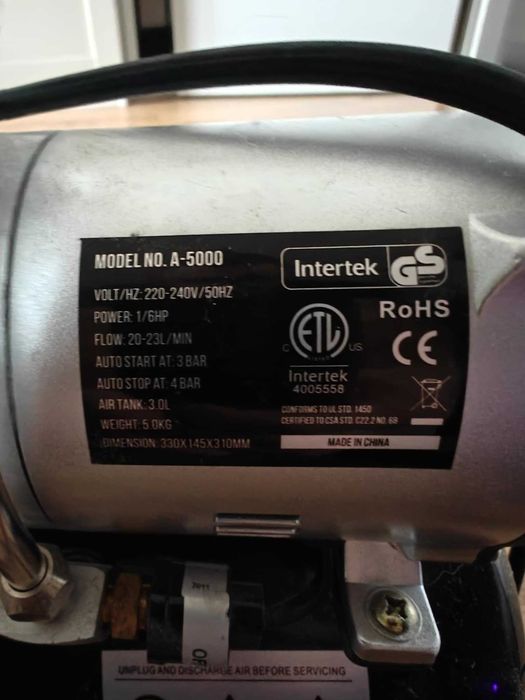 MODEL NO. A-5000
VOLT/HZ: 220-240V/50HZ
POWER: 1/6HP
FLOW: 20-23L/MIN
AUTO START AT: 3 BAR
AUTO STOP AT: 4 BAR
AIR TANK: 3.0L
WEIGHT: 5.0KG
DIMENSION: 330X145X310MM
Intertek GS
RoHS
C ETL US
CE
Intertek
4005558
CONFORMS TO UL STD. 1450
CERTIFIED TO CSA STD. C22.2 NO. 68
MADE IN CHINA
OF
UNPLUG AND DISCHARGE AIR BEFORE SERVICING